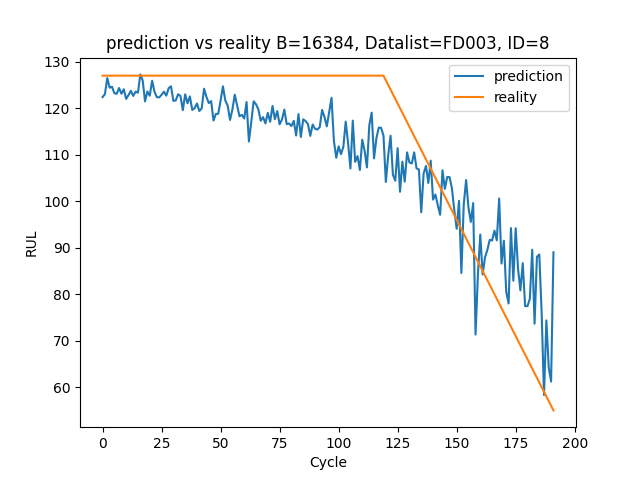 prediction vs reality B=16384, Datalist=FD003, ID=8
prediction
reality
RUL
130
120
110
100
90
80
70
60
0 25 50 75 100 125 150 175 200
Cycle